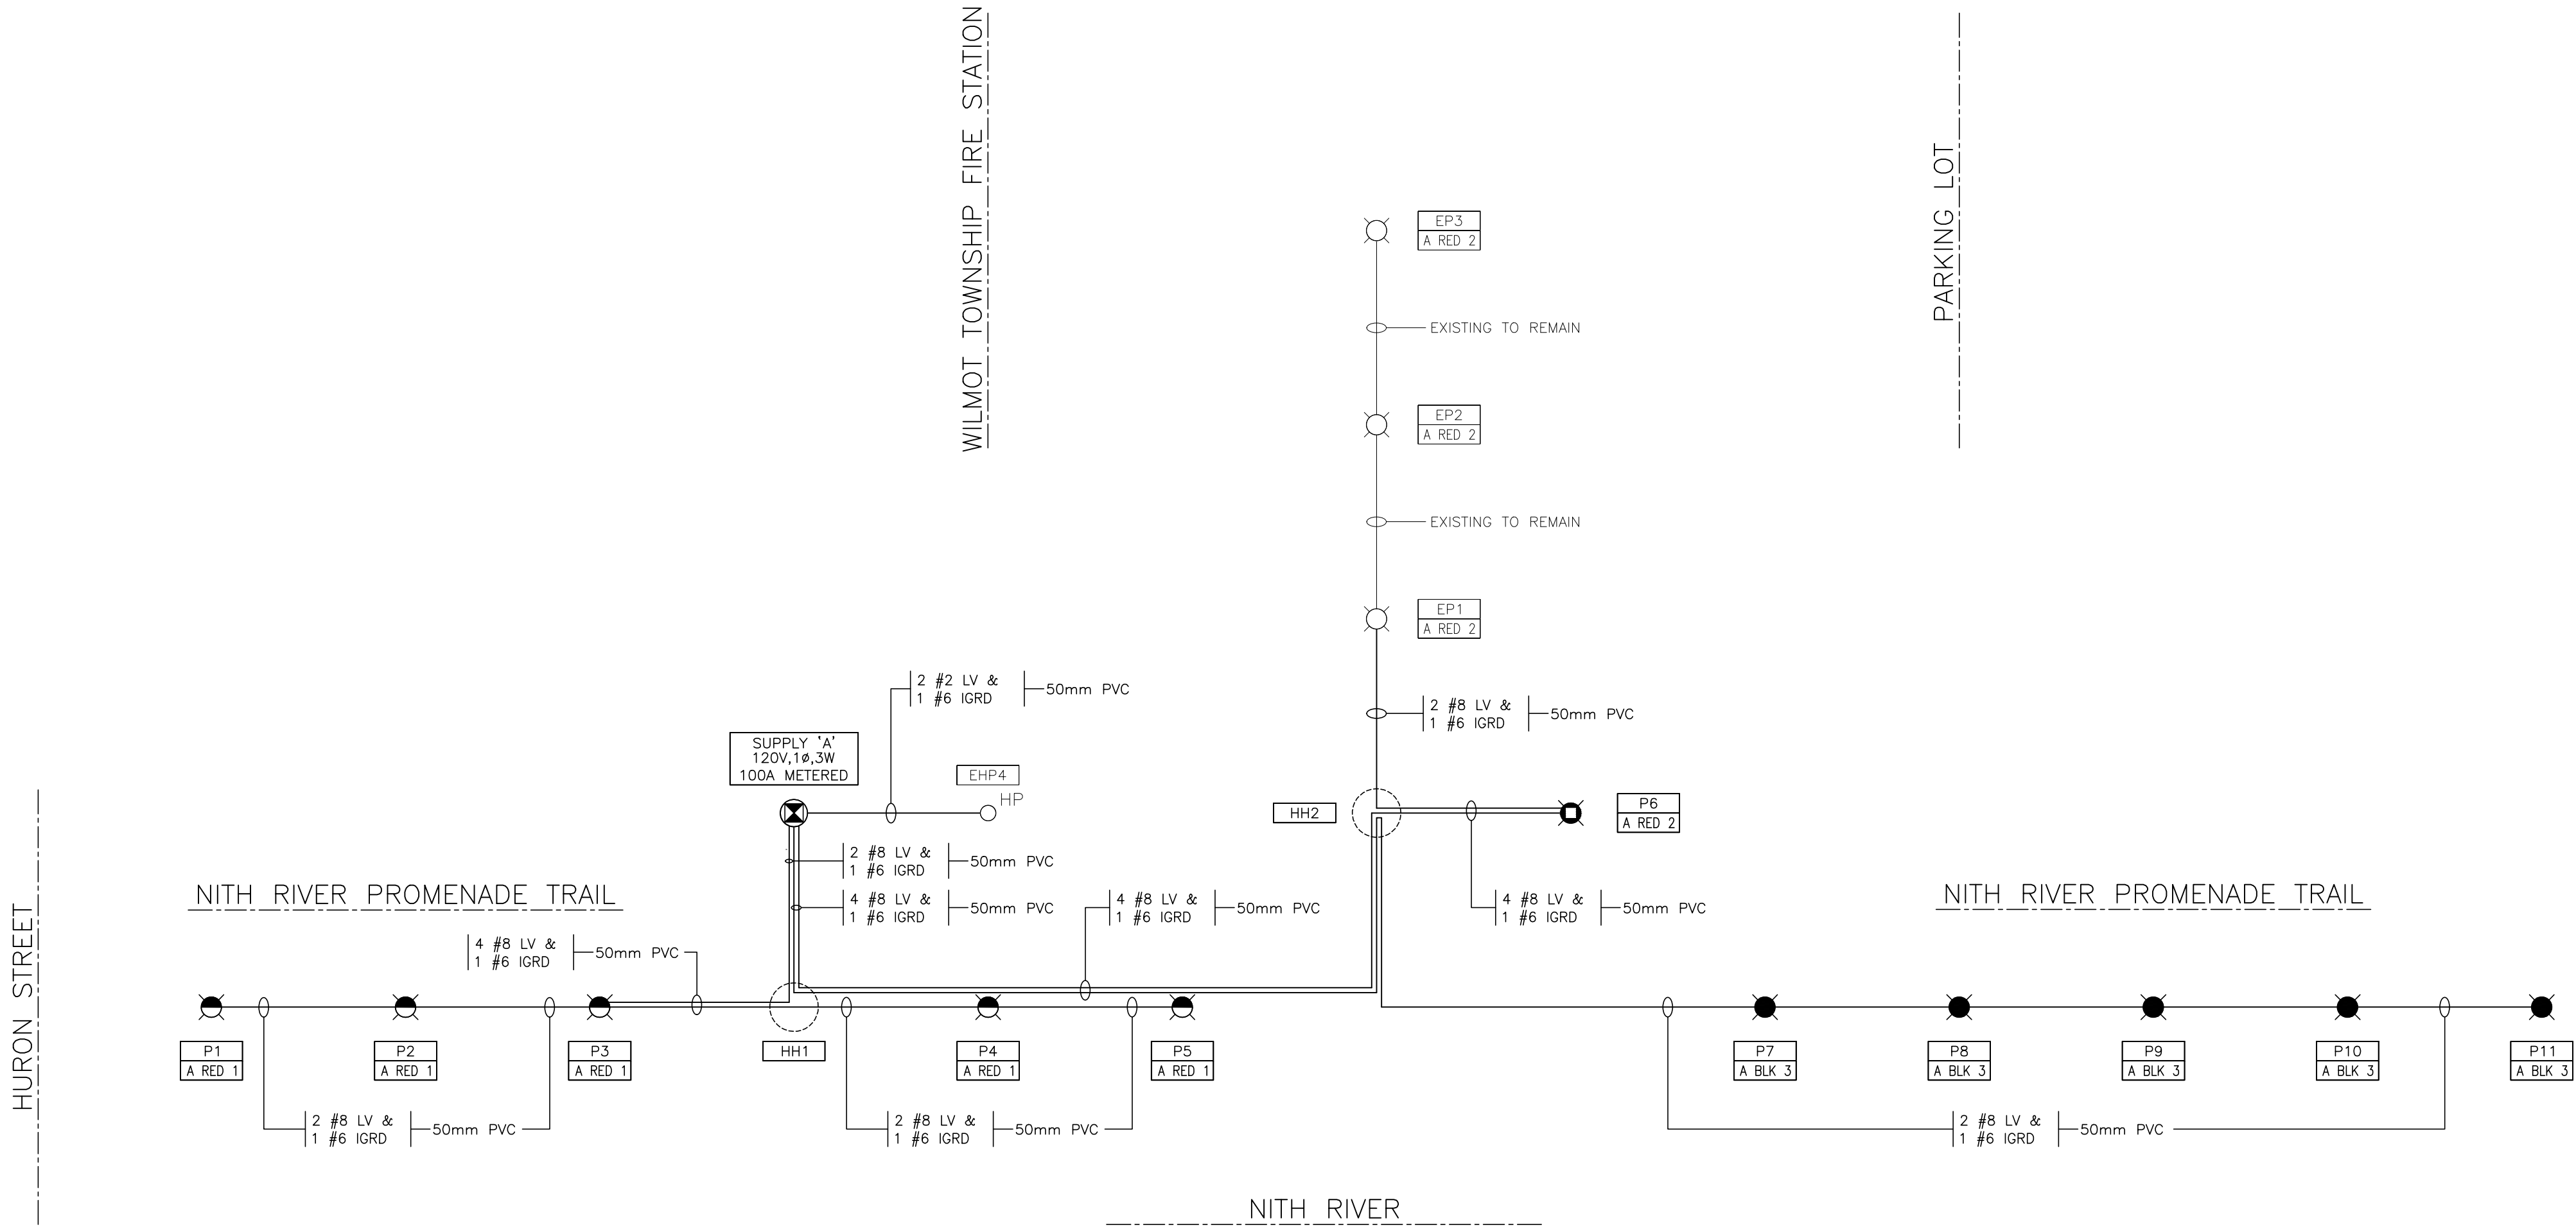 WILMOT TOWNSHIP FIRE STATION
PARKING LOT
EP3
A RED 2
EXISTING TO REMAIN
EP2
A RED 2
EXISTING TO REMAIN
EP1
A RED 2
2 #2 LV &
1 #6 IGRD
50mm PVC
2 #8 LV &
1 #6 IGRD
50mm PVC
SUPPLY 'A'
120V,1ø,3W
100A METERED
EHP4
HP
HH2
P6
A RED 2
2 #8 LV &
1 #6 IGRD
50mm PVC
4 #8 LV &
1 #6 IGRD
50mm PVC
4 #8 LV &
1 #6 IGRD
50mm PVC
4 #8 LV &
1 #6 IGRD
50mm PVC
NITH RIVER PROMENADE TRAIL
NITH RIVER PROMENADE TRAIL
HURON STREET
4 #8 LV &
1 #6 IGRD
50mm PVC
P1
A RED 1
P2
A RED 1
P3
A RED 1
HH1
P4
A RED 1
P5
A RED 1
P7
A BLK 3
P8
A BLK 3
P9
A BLK 3
P10
A BLK 3
P11
A BLK 3
2 #8 LV &
1 #6 IGRD
50mm PVC
2 #8 LV &
1 #6 IGRD
50mm PVC
2 #8 LV &
1 #6 IGRD
50mm PVC
NITH RIVER